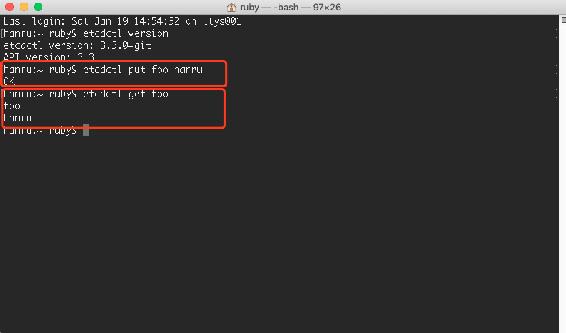 ruby — -bash — 97×26
Last login: Sat Jan 19 14:54:52 on ttys001
[hanru:~ ruby$ etcdctl version
etcdctl version: 3.3.0+git
API version: 3.3
hanru:~ ruby$ etcdctl put foo hanru
OK
hanru:~ ruby$ etcdctl get foo
foo
hanru
hanru:~ ruby$